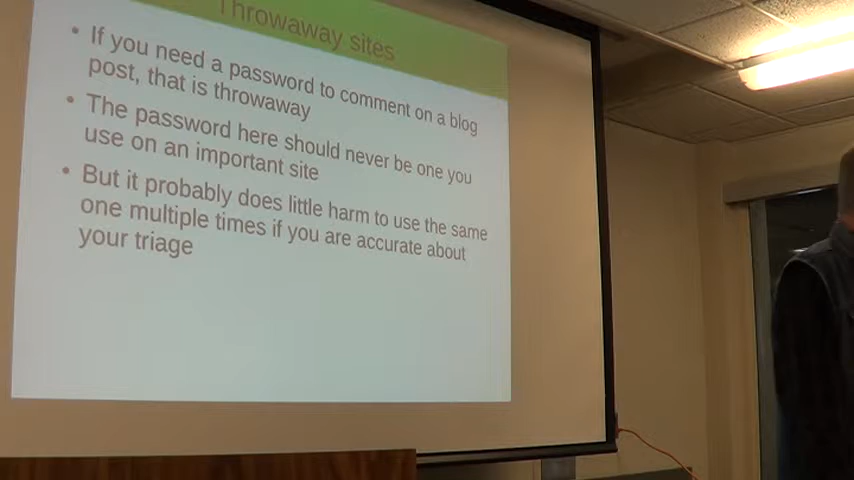 Throwaway sites
• If you need a password to comment on a blog
post, that is throwaway
• The password here should never be one you
use on an important site
• But it probably does little harm to use the same
one multiple times if you are accurate about
your triage